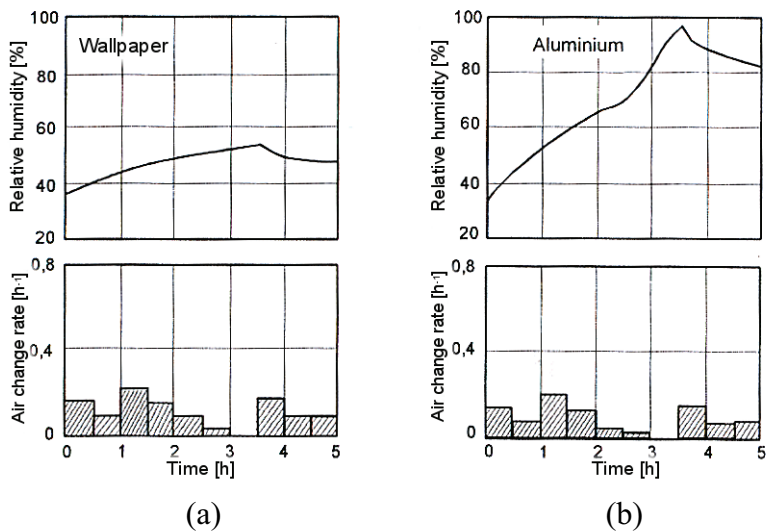 100
Wallpaper
80
60
40
20
Relative humidity [%]
0,8
0,4
0
Air change rate [h-1]
0 1 2 3 4 5
Time [h]
(a)
100
Aluminium
80
60
40
20
Relative humidity [%]
0,8
0,4
0
Air change rate [h-1]
0 1 2 3 4 5
Time [h]
(b)